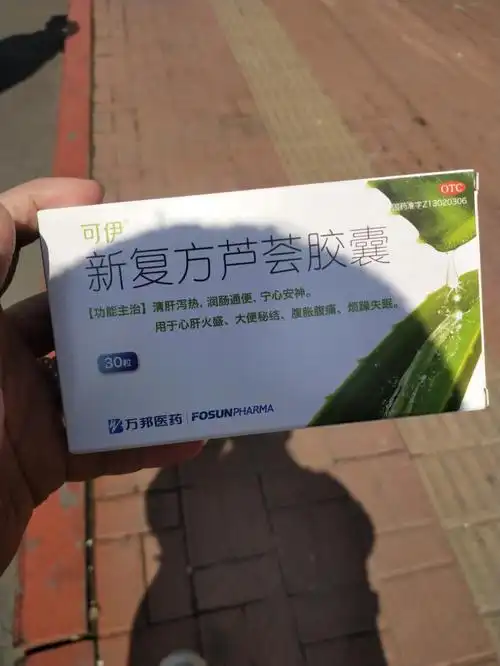 OTC
国药准字Z13020306
可伊
新复方芦荟胶囊
【功能主治】清肝泻热，润肠通便，宁心安神。
用于心肝火盛、大便秘结、腹胀腹痛、烦躁失眠。
30粒
万邦医药 FOSUNPHARMA